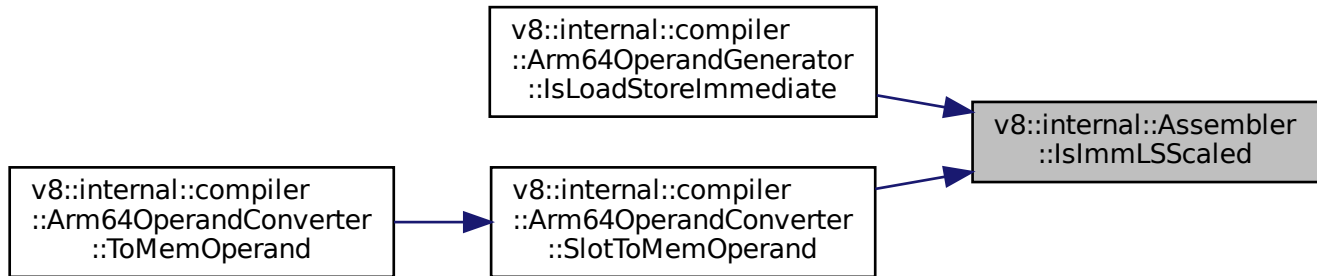 v8::internal::compiler
::Arm64OperandGenerator
::IsLoadStoreImmediate
v8::internal::Assembler
::IsImmLSScaled
v8::internal::compiler
::Arm64OperandConverter
::ToMemOperand
v8::internal::compiler
::Arm64OperandConverter
::SlotToMemOperand